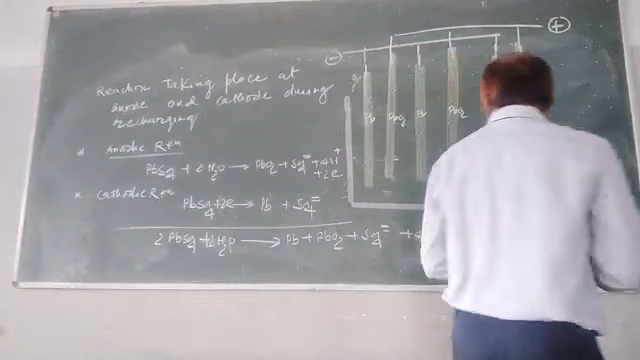 Reaction Taking place at
anode and cathode during
recharging
Anodic Rxn
PbSO4 + 2H2O → PbO2 + SO4= + 4H+
+ 2e
Cathodic Rxn
PbSO4 + 2e → Pb + SO4=
2PbSO4 + 2H2O → Pb + PbO2 + SO4= +
+
−
Pb
PbO2
Pb
PbO2